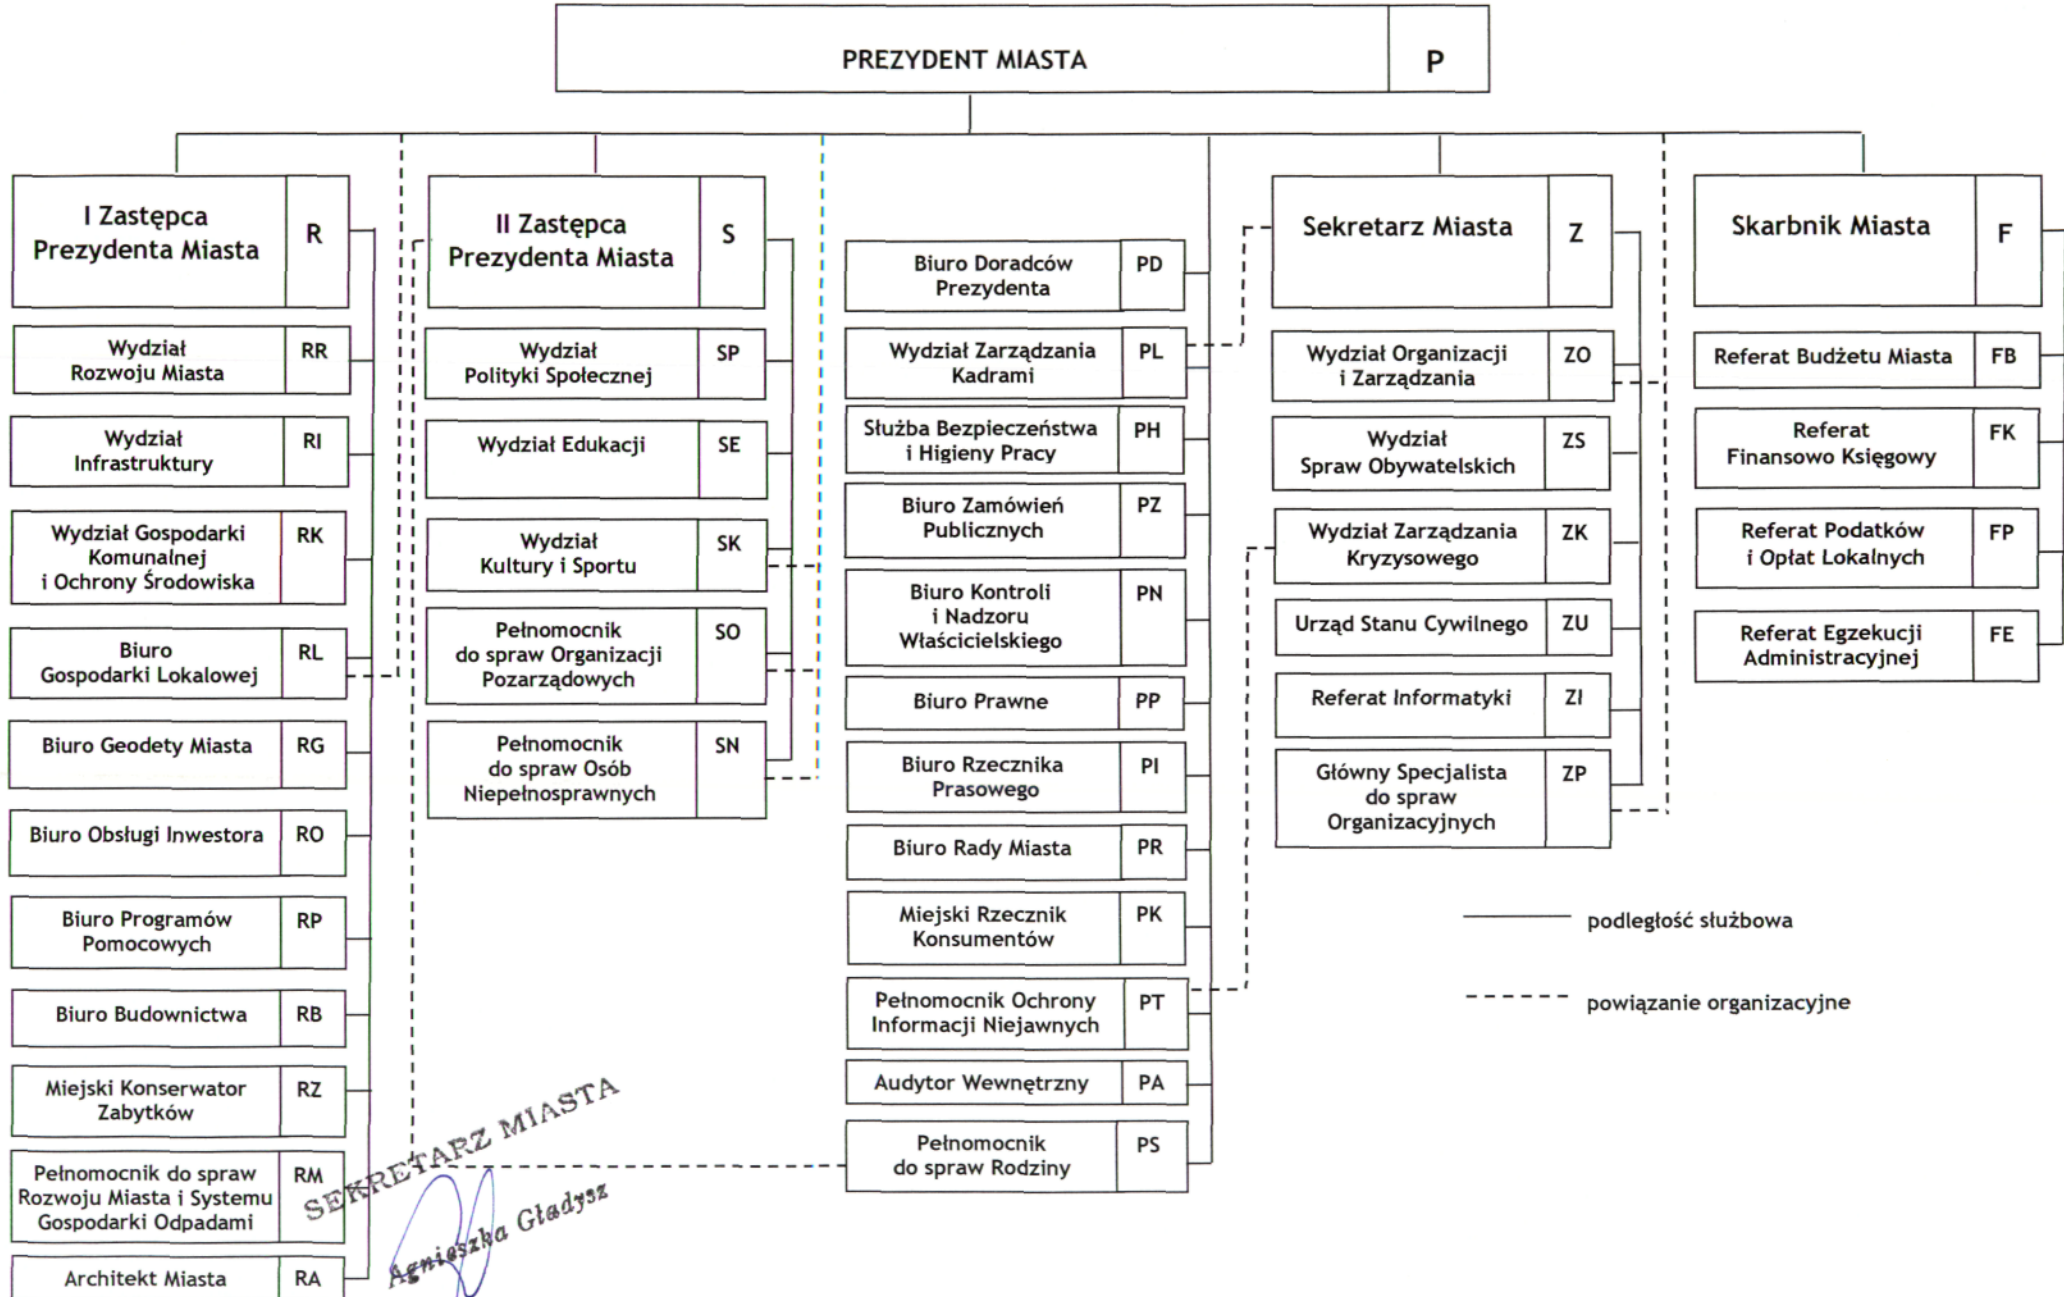 PREZYDENT MIASTA P
I Zastępca
Prezydenta Miasta
R
Wydział
Rozwoju Miasta
RR
Wydział
Infrastruktury
RI
Wydział Gospodarki
Komunalnej
i Ochrony Środowiska
RK
Biuro
Gospodarki Lokalowej
RL
Biuro Geodety Miasta RG
Biuro Obsługi Inwestora RO
Biuro Programów
Pomocowych
RP
Biuro Budownictwa RB
Miejski Konserwator
Zabytków
RZ
Pełnomocnik do spraw
Rozwoju Miasta i Systemu
Gospodarki Odpadami
RM
Architekt Miasta RA
II Zastępca
Prezydenta Miasta
S
Wydział
Polityki Społecznej
SP
Wydział Edukacji SE
Wydział
Kultury i Sportu
SK
Pełnomocnik
do spraw Organizacji
Pozarządowych
SO
Pełnomocnik
do spraw Osób
Niepełnosprawnych
SN
Biuro Doradców
Prezydenta
PD
Wydział Zarządzania
Kadrami
PL
Służba Bezpieczeństwa
i Higieny Pracy
PH
Biuro Zamówień
Publicznych
PZ
Biuro Kontroli
i Nadzoru
Właścicielskiego
PN
Biuro Prawne PP
Biuro Rzecznika
Prasowego
PI
Biuro Rady Miasta PR
Miejski Rzecznik
Konsumentów
PK
Pełnomocnik Ochrony
Informacji Niejawnych
PT
Audytor Wewnętrzny PA
Pełnomocnik
do spraw Rodziny
PS
Sekretarz Miasta Z
Wydział Organizacji
i Zarządzania
ZO
Wydział
Spraw Obywatelskich
ZS
Wydział Zarządzania
Kryzysowego
ZK
Urząd Stanu Cywilnego ZU
Referat Informatyki ZI
Główny Specjalista
do spraw
Organizacyjnych
ZP
Skarbnik Miasta F
Referat Budżetu Miasta FB
Referat
Finansowo Księgowy
FK
Referat Podatków
i Opłat Lokalnych
FP
Referat Egzekucji
Administracyjnej
FE
podległość służbowa
powiązanie organizacyjne
SEKRETARZ MIASTA
Agnieszka Gładysz